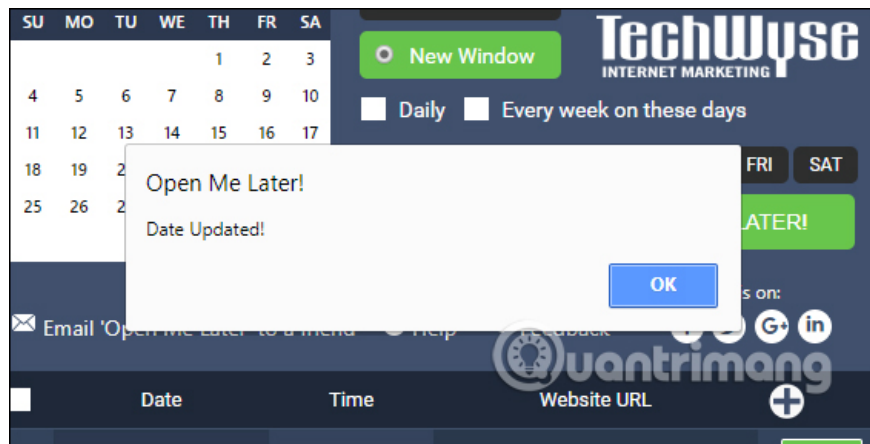 SU MO TU WE TH FR SA
1 2 3
4 5 6 7 8 9 10
11 12 13 14 15 16 17
18 19
25 26
New Window
TechWyse
INTERNET MARKETING
Daily Every week on these days
FRI SAT
LATER!
Open Me Later!
Date Updated!
OK
s on:
Email 'Open Me Later' to a friend Help Feedback
G+ in
Quantrimang
Date Time Website URL